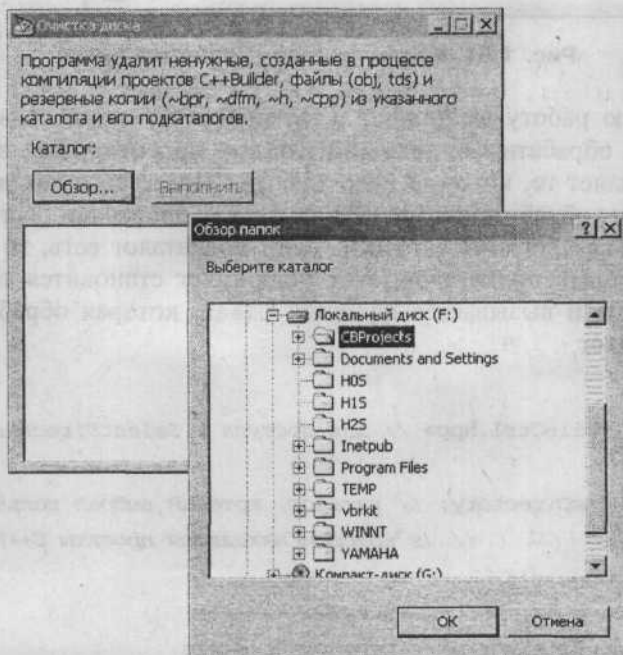 Очистка диска
Программа удалит ненужные, созданные в процессе
компиляции проектов C++Builder, файлы (obj, tds) и
резервные копии (~bpr, ~dfm, ~h, ~cpp) из указанного
каталога и его подкаталогов.
Каталог:
Обзор...
Выполнить
Обзор папок
Выберите каталог
Локальный диск (F:)
CBProjects
Documents and Settings
H0S
H1S
H2S
Inetpub
Program Files
TEMP
vbrkit
WINNT
YAMAHA
Компакт-диск (G:)
OK
Отмена